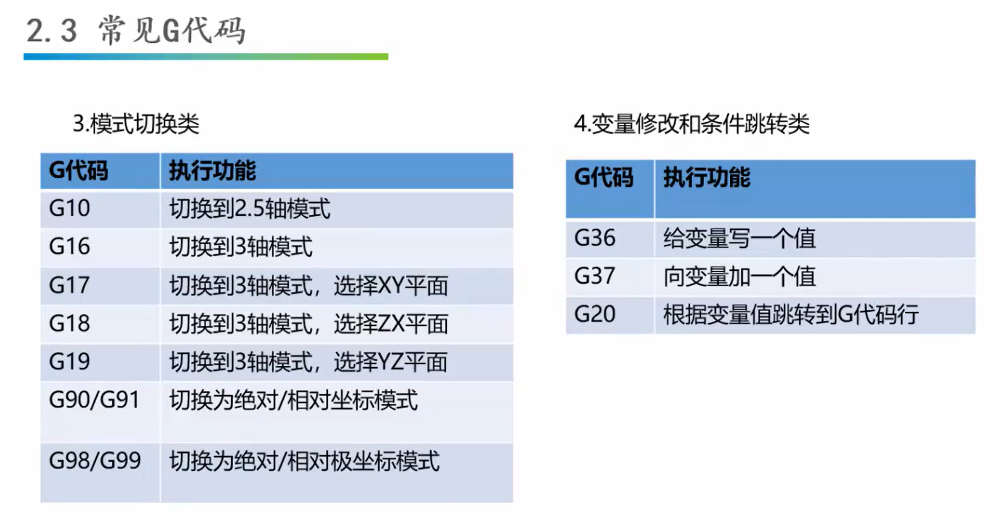 2.3 常见G代码
3.模式切换类
G代码 执行功能
G10 切换到2.5轴模式
G16 切换到3轴模式
G17 切换到3轴模式，选择XY平面
G18 切换到3轴模式，选择ZX平面
G19 切换到3轴模式，选择YZ平面
G90/G91 切换为绝对/相对坐标模式
G98/G99 切换为绝对/相对极坐标模式
4.变量修改和条件跳转类
G代码 执行功能
G36 给变量写一个值
G37 向变量加一个值
G20 根据变量值跳转到G代码行